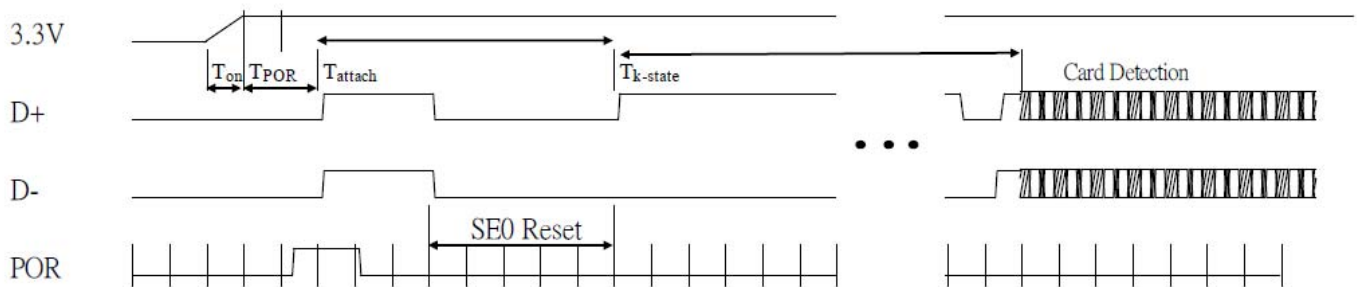 3.3V
Ton TPOR Tattach Tk-state Card Detection
D+
D-
SE0 Reset
POR